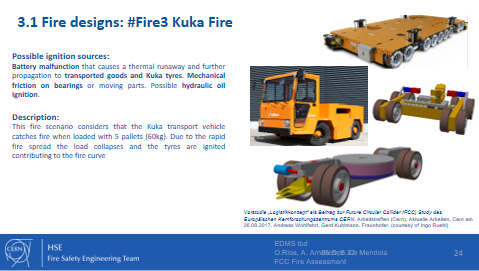 3.1 Fire designs: #Fire3 Kuka Fire
Possible ignition sources:
Battery malfunction that causes a thermal runaway and further
propagation to transported goods and Kuka tyres. Mechanical
friction on bearings or moving parts. Possible hydraulic oil
ignition.
Description:
This fire scenario considers that the Kuka transport vehicle
catches fire when loaded with 5 pallets (60kg). Due to the rapid
fire spread the load collapses and the tyres are ignited
contributing to the fire curve
Vorstudie „Logistikkonzept“ als Beitrag zur Future Circular Collider (FCC) Study des
Europäischen Kernforschungszentrums CERN. Arbeitstreffen (Cern), Aktuelle Arbeiten, Cern am
20.09.2017. Andreas Wohlfahrt, Gerd Kuhlmann. Fraunhofer. (courtesy of Ingo Ruehl)
CERN
HSE
Fire Safety Engineering Team
EDMS tbd
O.Rios, A. Mendola
FCC Fire Assessment
24